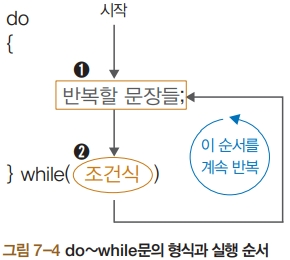 do
시작
{
❶
반복할 문장들;
이 순서를
계속 반복
❷
} while( 조건식 )
그림 7-4 do~while문의 형식과 실행 순서